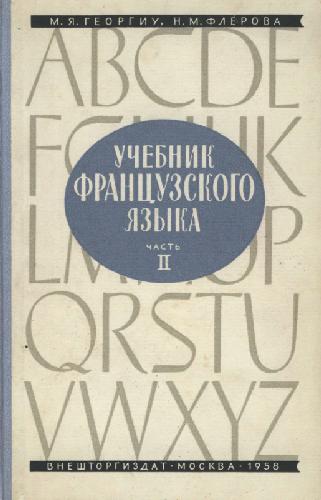 М.Я.ГЕОРГИУ, Н.М.ФЛЁРОВА
ABCDE
FGHIJK
УЧЕБНИК
ФРАНЦУЗСКОГО
ЯЗЫКА
ЧАСТЬ
II
LMNOP
QRSTU
VWXYZ
ВНЕШТОРГИЗДАТ·МОСКВА·1958